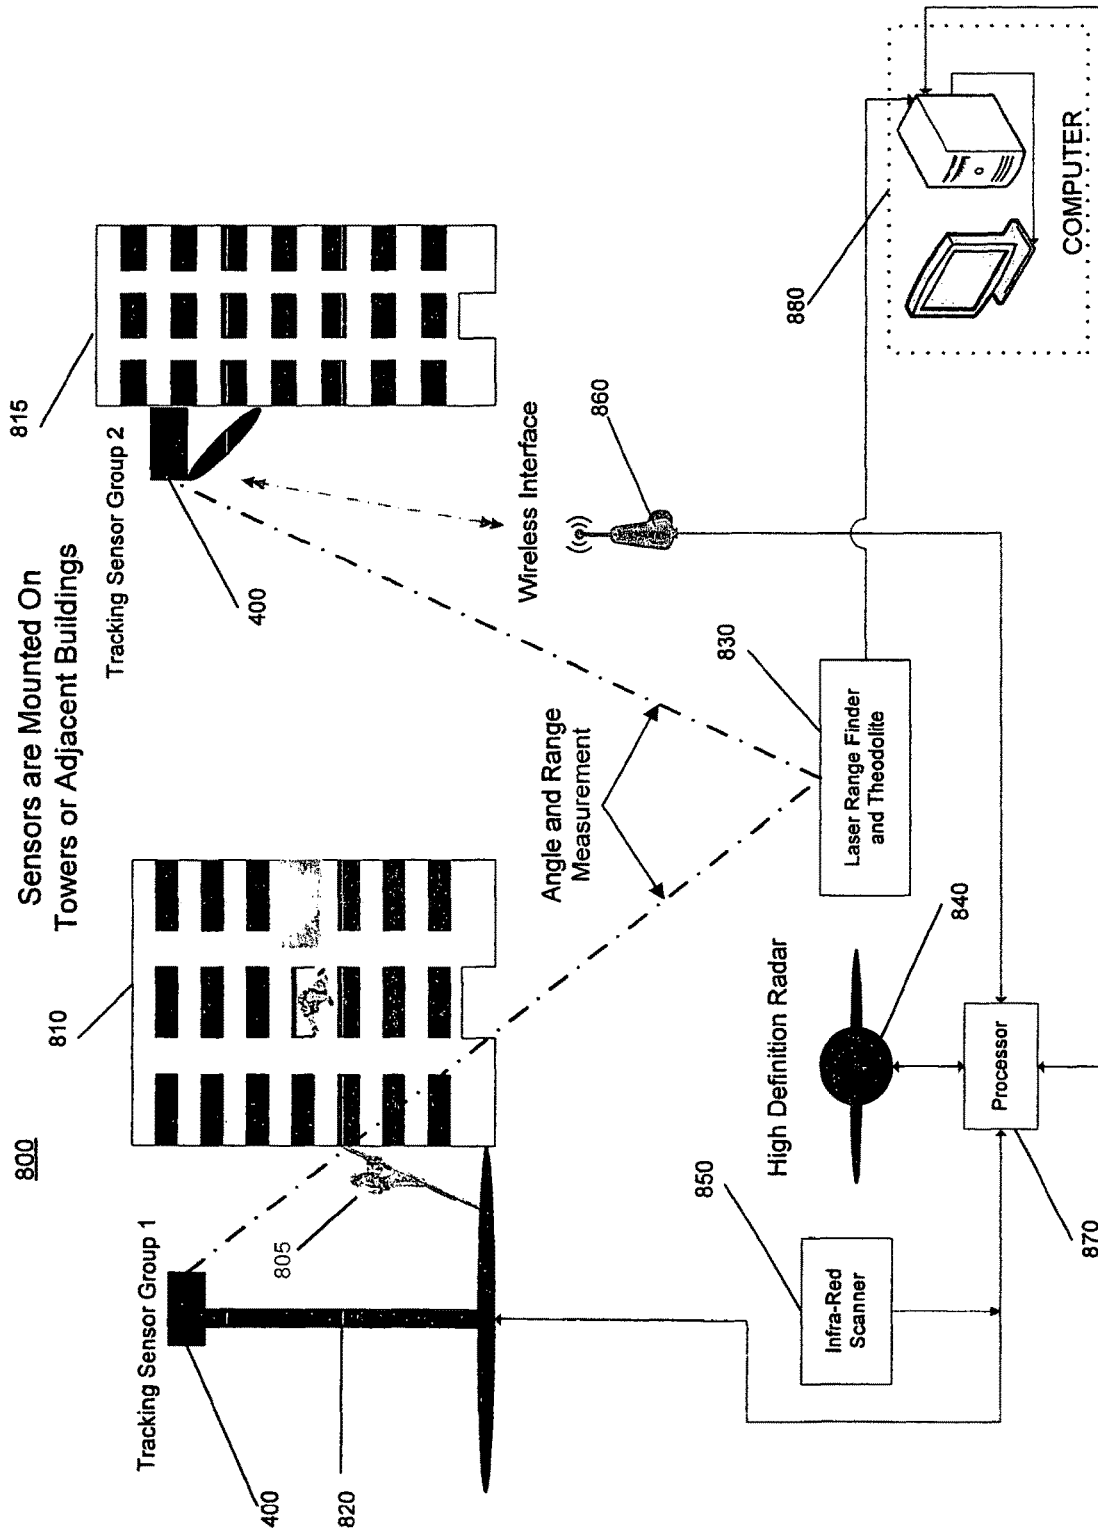 800
Sensors are Mounted On
Towers or Adjacent Buildings
Tracking Sensor Group 1
400
820
805
810
Tracking Sensor Group 2
400
815
Angle and Range
Measurement
Wireless Interface
860
850
Infra-Red
Scanner
High Definition Radar
840
830
Laser Range Finder
and Theodolite
880
COMPUTER
870
Processor